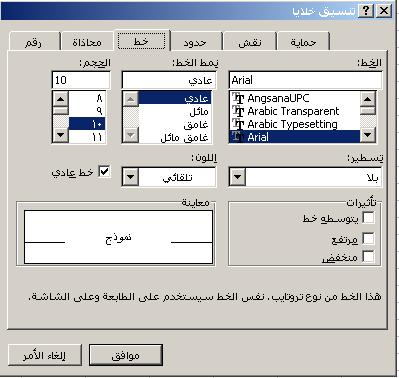 تنسيق خلايا
رقم محاذاة خط حدود نقش حماية
الخط: نمط الخط: الحجم:
Arial عادي 10
AngsanaUPC عادي ٨
Arabic Transparent مائل ٩
Arabic Typesetting غامق ١٠
Arial غامق مائل ١١
تسطير: اللون:
بلا تلقائي خط عادي
تأثيرات معاينة
يتوسطه خط
مرتفع
منخفض
نموذج
هذا الخط من نوع تروتايب. نفس الخط سيستخدم على الطابعة وعلى الشاشة.
موافق إلغاء الأمر